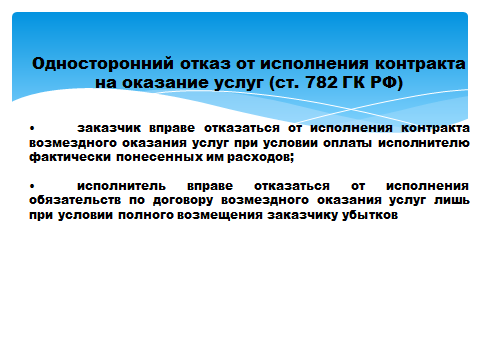 Односторонний отказ от исполнения контракта
на оказание услуг (ст. 782 ГК РФ)
• заказчик вправе отказаться от исполнения контракта
возмездного оказания услуг при условии оплаты исполнителю
фактически понесенных им расходов;
• исполнитель вправе отказаться от исполнения
обязательств по договору возмездного оказания услуг лишь
при условии полного возмещения заказчику убытков